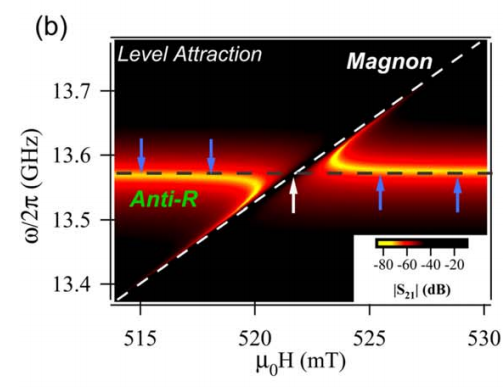 (b)
Level Attraction
Magnon
Anti-R
ω/2π (GHz)
13.7
13.6
13.5
13.4
-80 -60 -40 -20
|S21| (dB)
515 520 525 530
μ0H (mT)